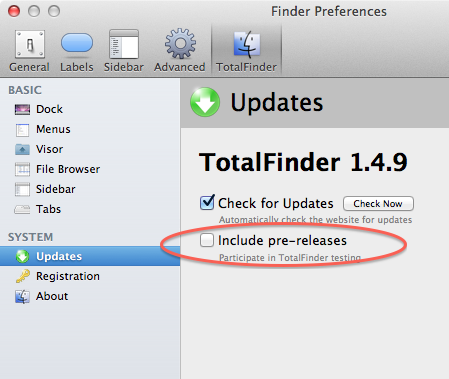 Finder Preferences
General Labels Sidebar Advanced TotalFinder
BASIC
Dock
Menus
Visor
File Browser
Sidebar
Tabs
SYSTEM
Updates
Registration
About
Updates
TotalFinder 1.4.9
Check for Updates Check Now
Automatically check the website for updates
Include pre-releases
Participate in TotalFinder testing